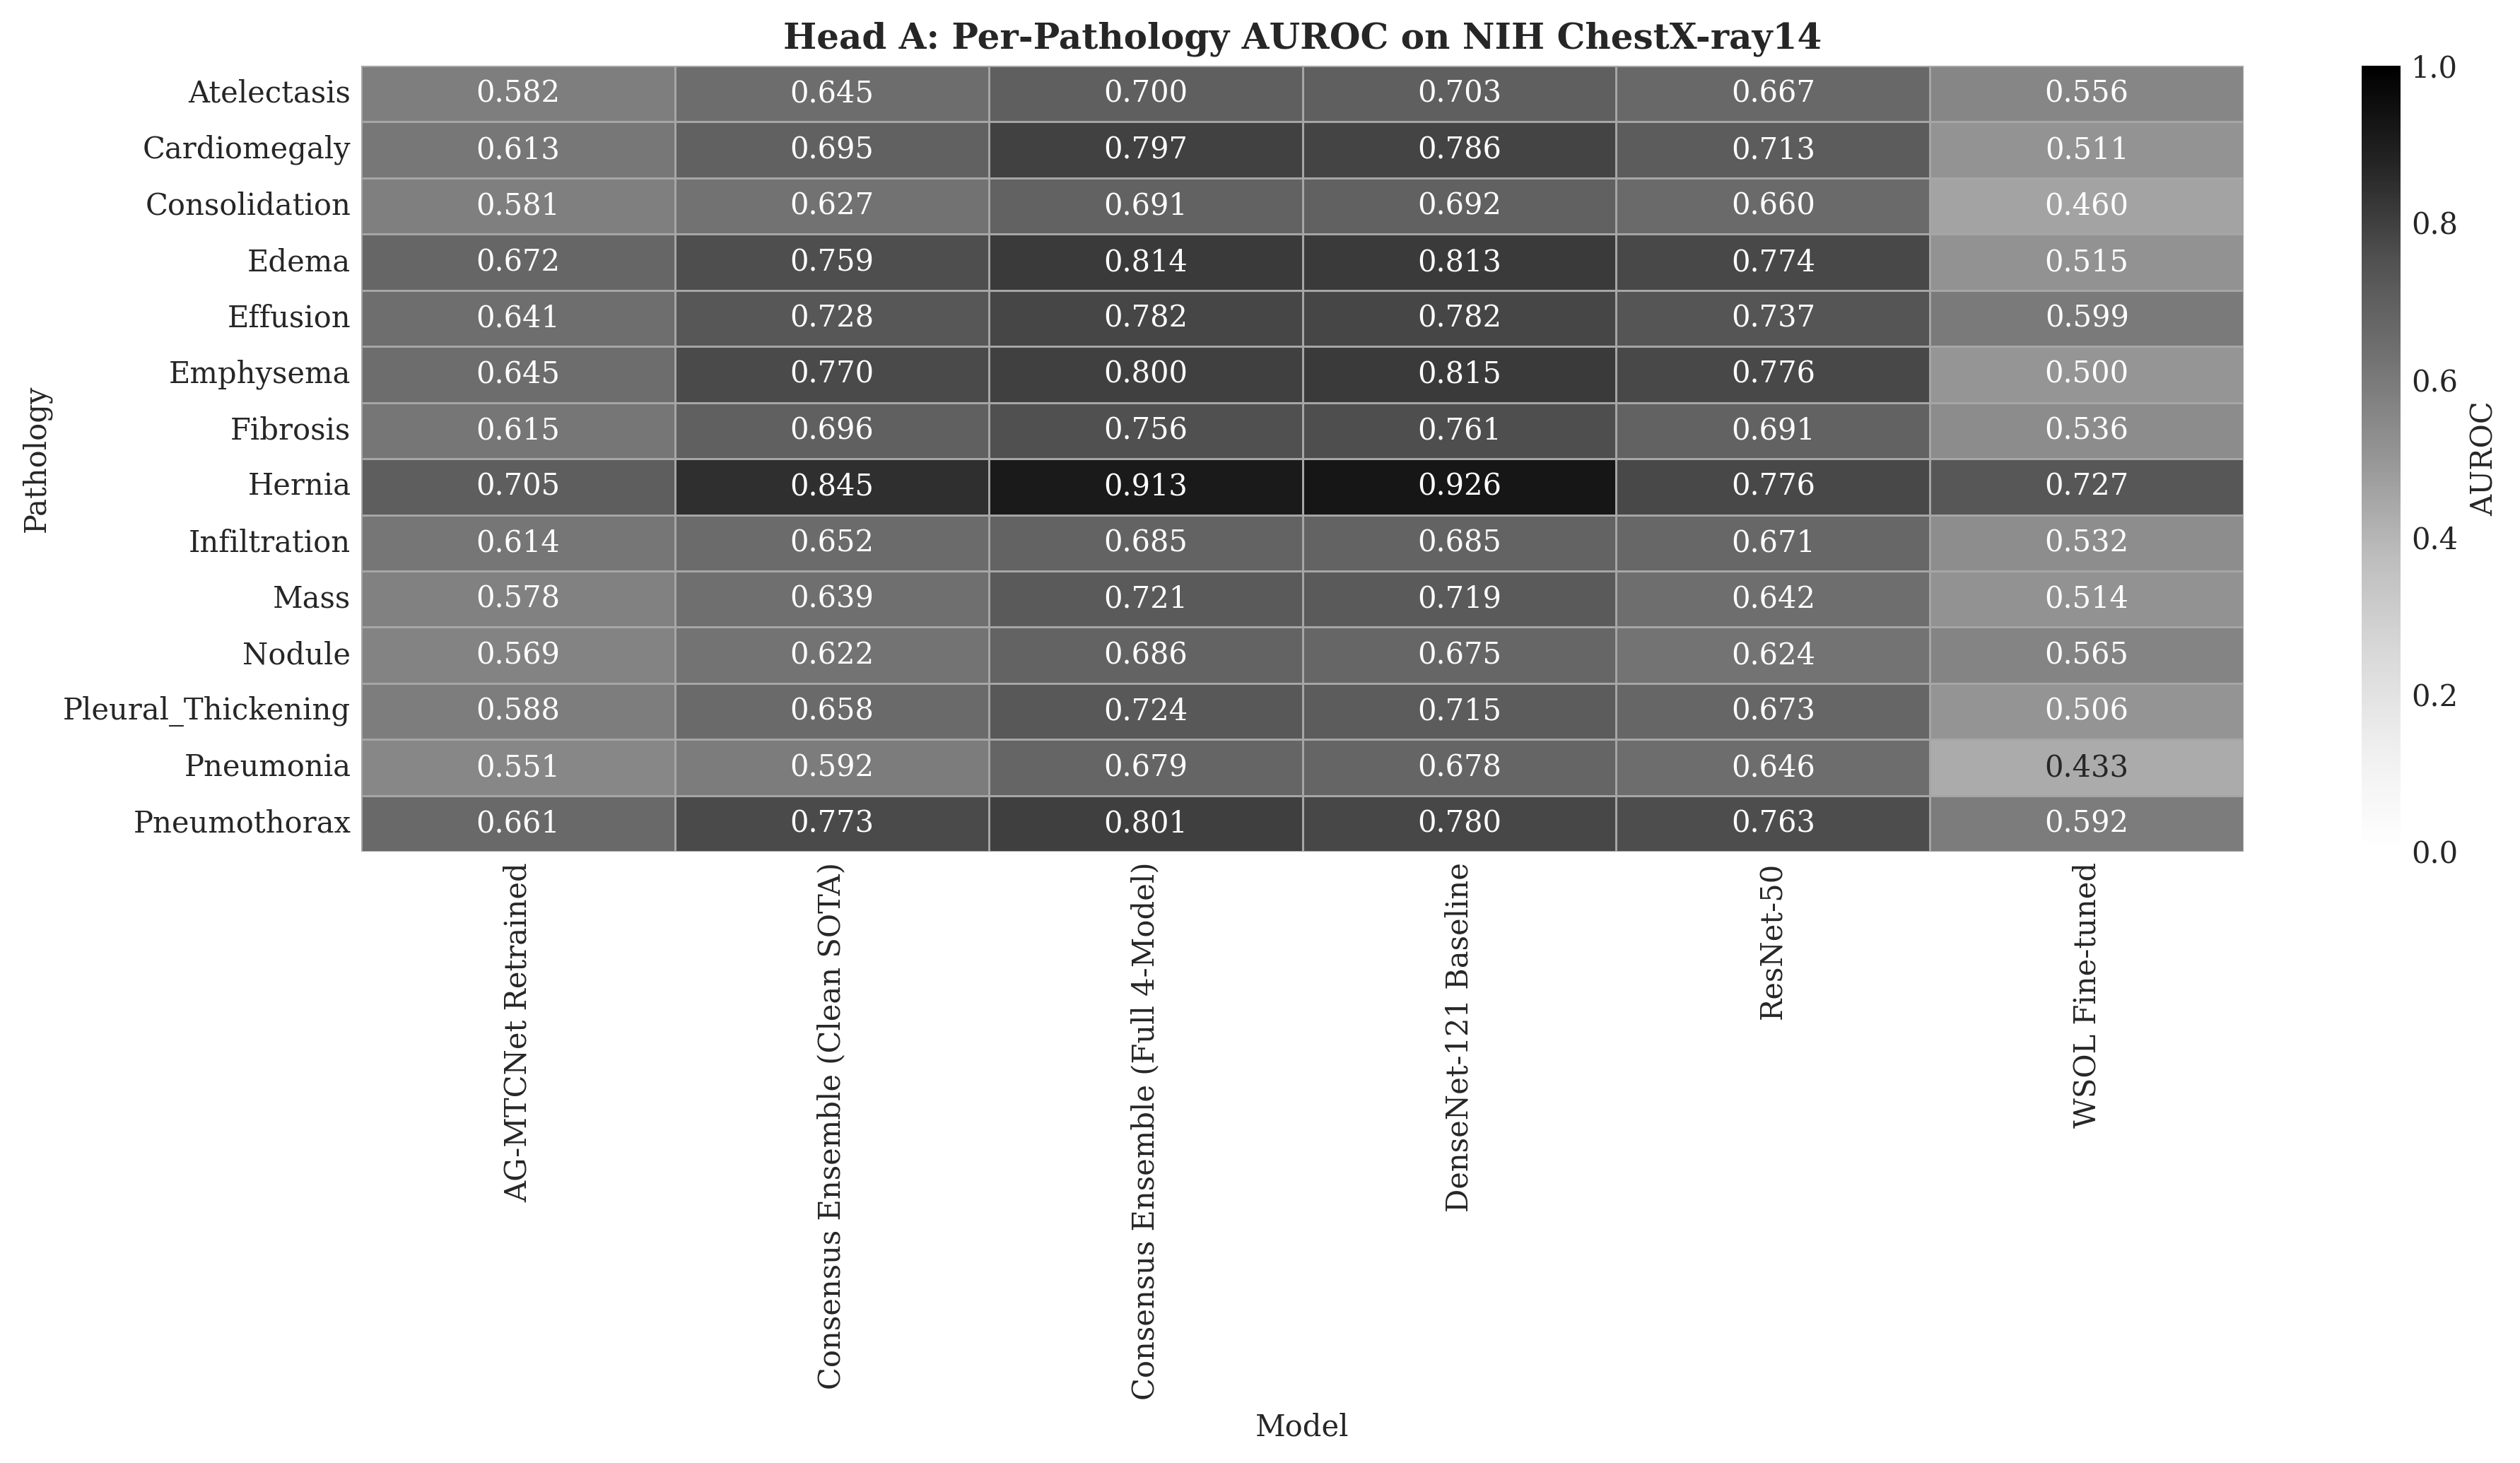 Head A: Per-Pathology AUROC on NIH ChestX-ray14
Pathology
Atelectasis 0.582 0.645 0.700 0.703 0.667 0.556
Cardiomegaly 0.613 0.695 0.797 0.786 0.713 0.511
Consolidation 0.581 0.627 0.691 0.692 0.660 0.460
Edema 0.672 0.759 0.814 0.813 0.774 0.515
Effusion 0.641 0.728 0.782 0.782 0.737 0.599
Emphysema 0.645 0.770 0.800 0.815 0.776 0.500
Fibrosis 0.615 0.696 0.756 0.761 0.691 0.536
Hernia 0.705 0.845 0.913 0.926 0.776 0.727
Infiltration 0.614 0.652 0.685 0.685 0.671 0.532
Mass 0.578 0.639 0.721 0.719 0.642 0.514
Nodule 0.569 0.622 0.686 0.675 0.624 0.565
Pleural_Thickening 0.588 0.658 0.724 0.715 0.673 0.506
Pneumonia 0.551 0.592 0.679 0.678 0.646 0.433
Pneumothorax 0.661 0.773 0.801 0.780 0.763 0.592
AG-MTCNet Retrained
Consensus Ensemble (Clean SOTA)
Consensus Ensemble (Full 4-Model)
DenseNet-121 Baseline
ResNet-50
WSOL Fine-tuned
Model
1.0
0.8
0.6
0.4
0.2
0.0
AUROC